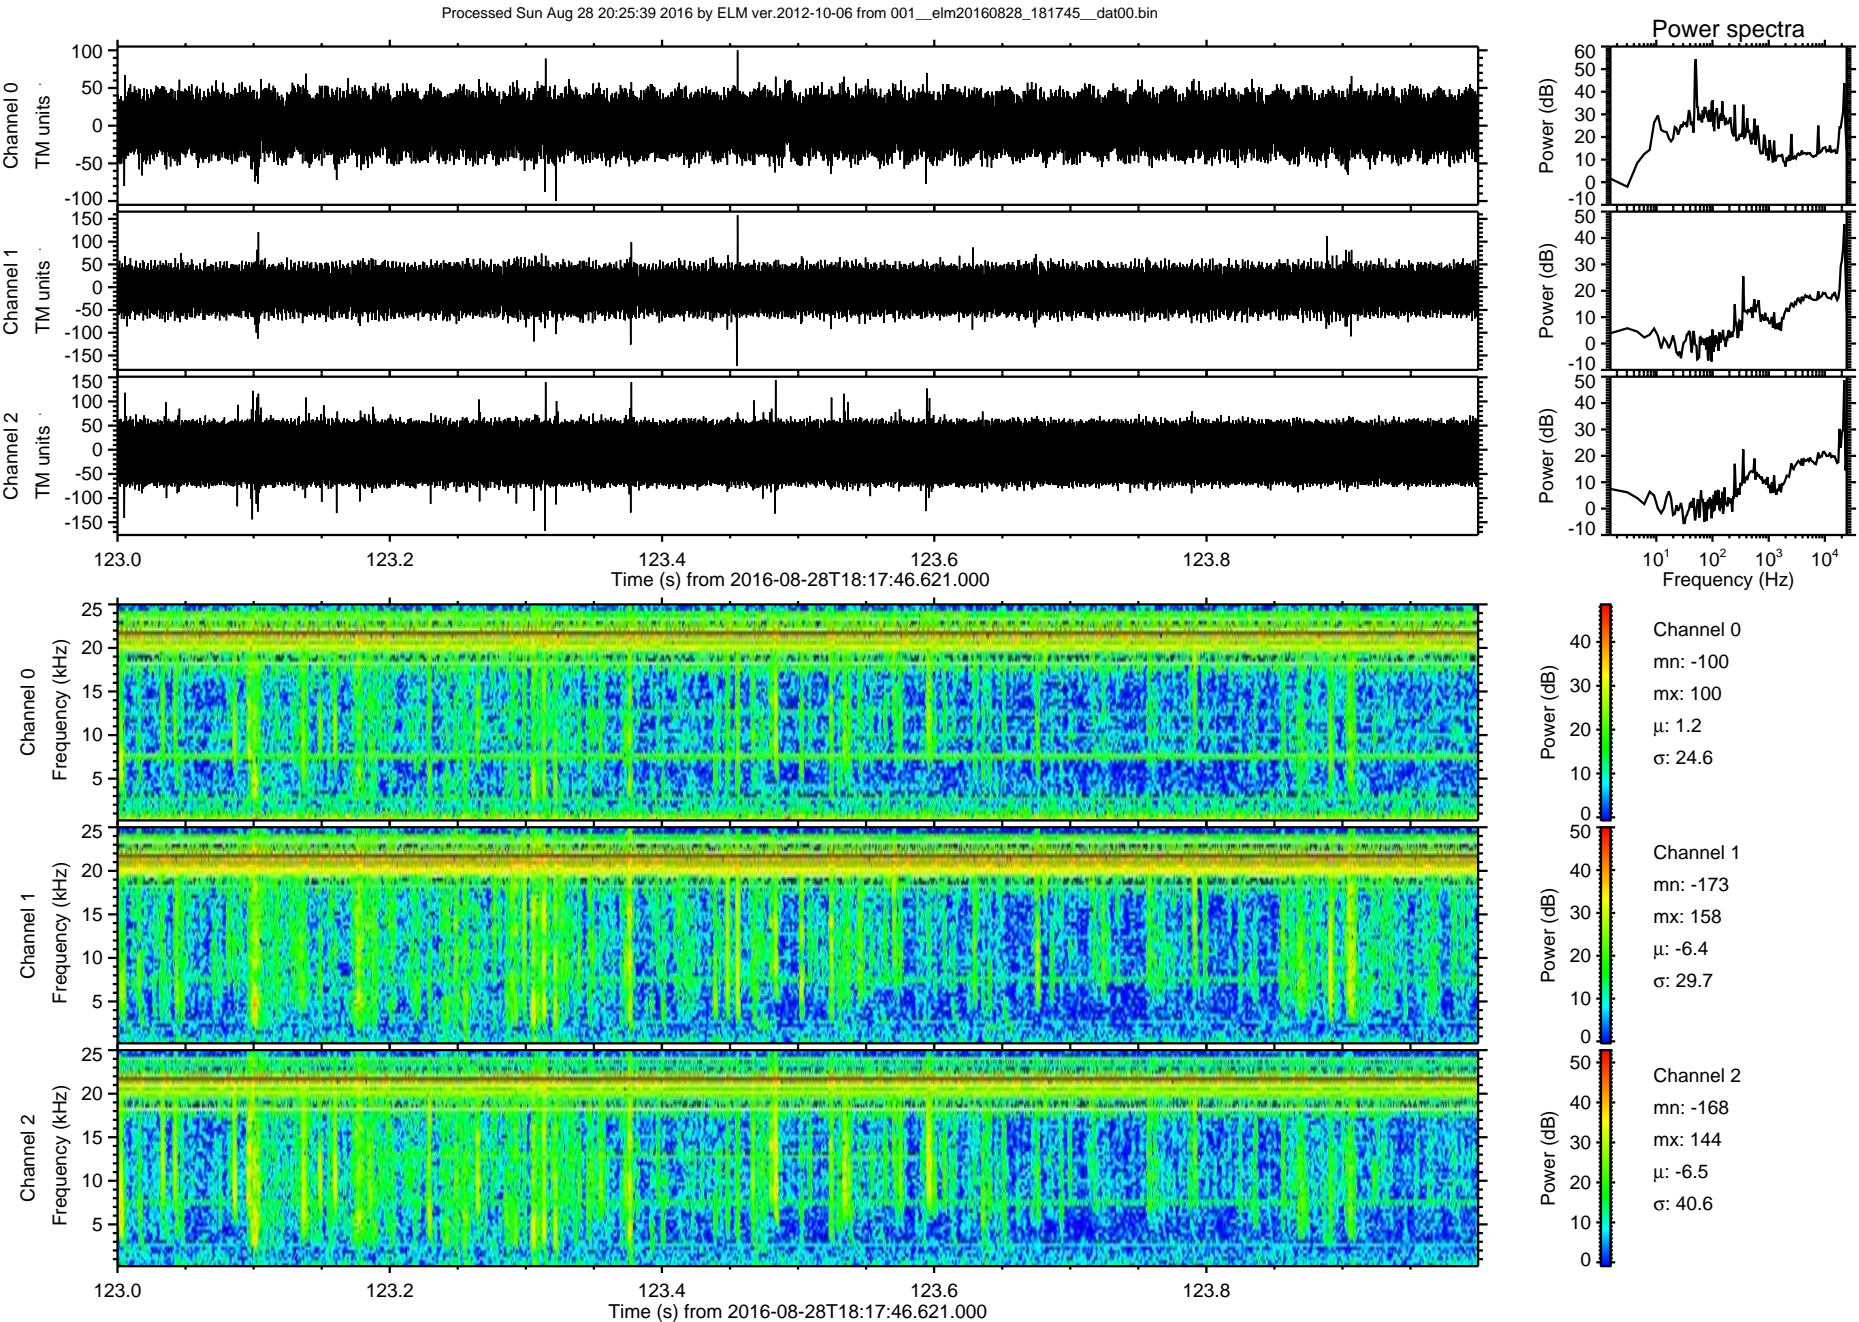 Processed Sun Aug 28 20:25:39 2016 by ELM ver.2012-10-06 from 001__elm20160828_181745__dat00.bin
Power spectra
Channel 0
TM units
100
50
0
-50
-100
Power (dB)
60
50
40
30
20
10
0
-10
Channel 1
TM units
150
100
50
0
-50
-100
-150
Power (dB)
50
40
30
20
10
0
-10
Channel 2
TM units
150
100
50
0
-50
-100
-150
Power (dB)
50
40
30
20
10
0
-10
123.0 123.2 123.4 123.6 123.8
Time (s) from 2016-08-28T18:17:46.621.000
10¹ 10² 10³ 10⁴
Frequency (Hz)
Channel 0
Frequency (kHz)
25
20
15
10
5
Power (dB)
40
30
20
10
0
Channel 0
mn: -100
mx: 100
μ: 1.2
σ: 24.6
Channel 1
Frequency (kHz)
25
20
15
10
5
Power (dB)
50
40
30
20
10
0
Channel 1
mn: -173
mx: 158
μ: -6.4
σ: 29.7
Channel 2
Frequency (kHz)
25
20
15
10
5
Power (dB)
50
40
30
20
10
0
Channel 2
mn: -168
mx: 144
μ: -6.5
σ: 40.6
123.0 123.2 123.4 123.6 123.8
Time (s) from 2016-08-28T18:17:46.621.000